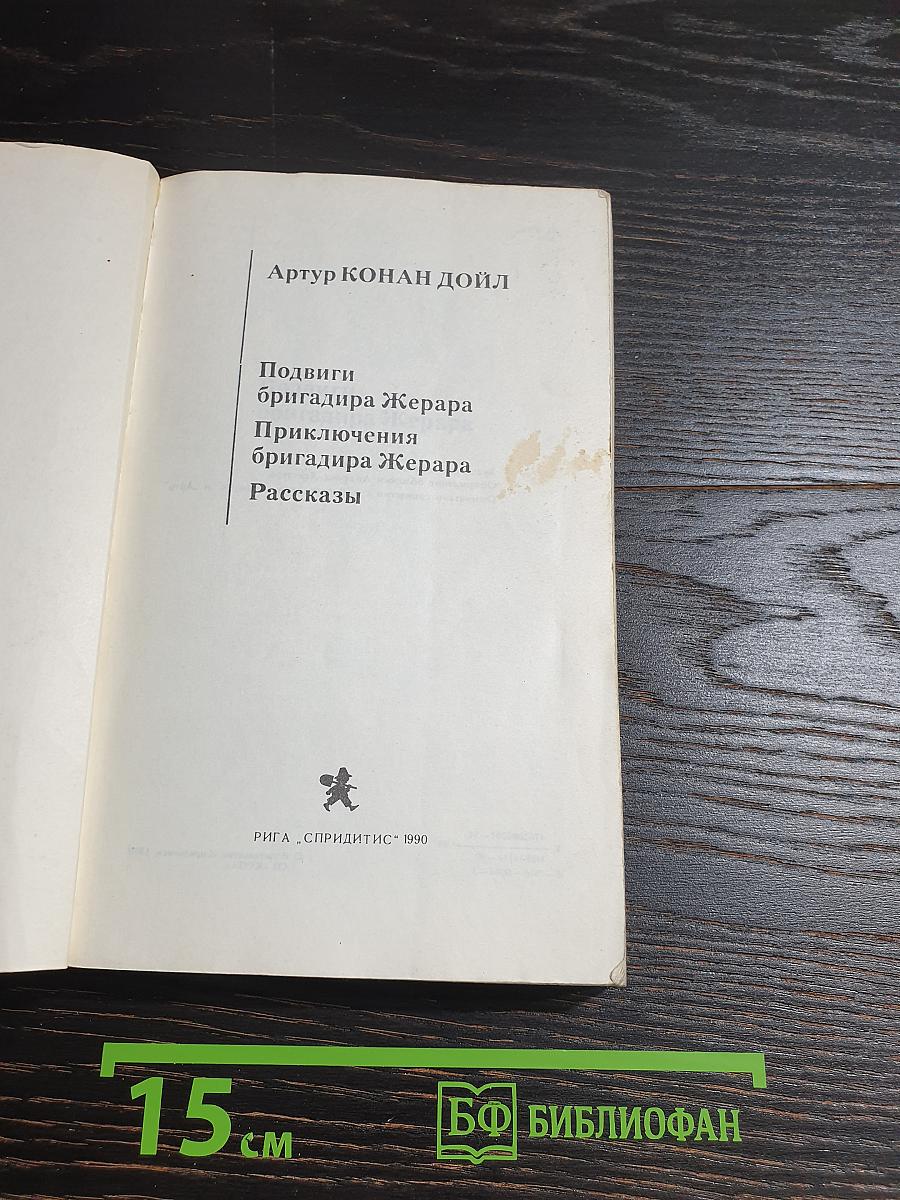 Артур КОНАН ДОЙЛ
Подвиги
бригадира Жерара
Приключения
бригадира Жерара
Рассказы
РИГА „СПРИДИТИС“ 1990
15 см
БФ БИБЛИОФАН